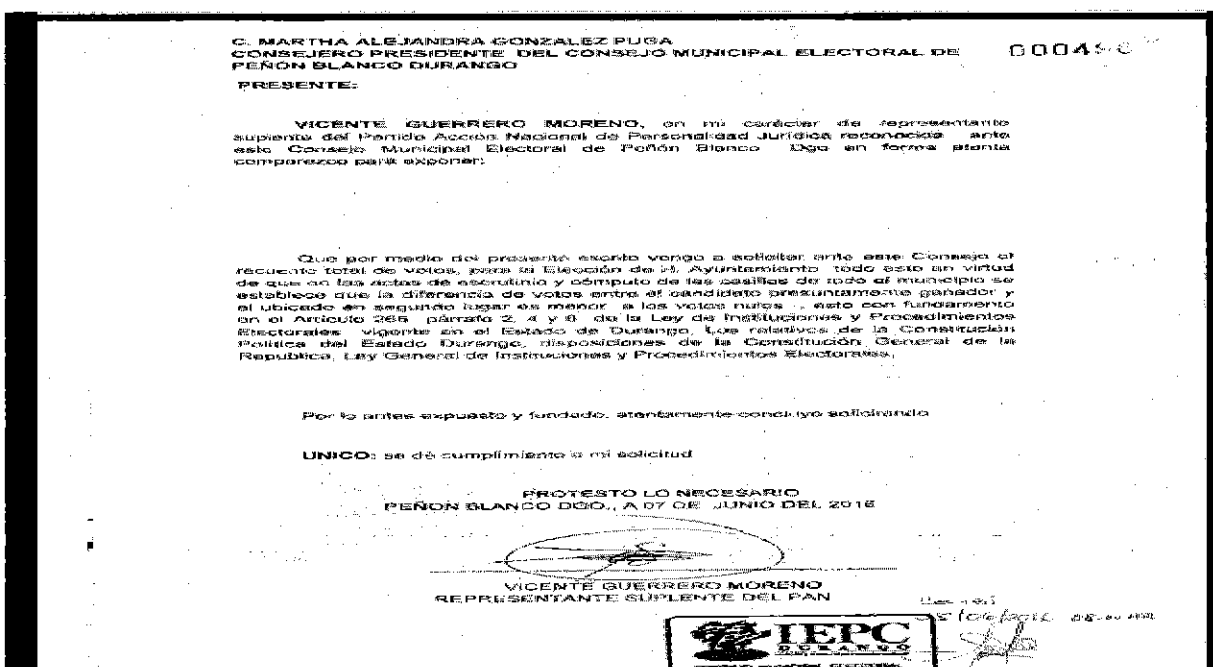 C. MARTHA ALEJANDRA GONZALEZ PUGA
CONSEJERO PRESIDENTE DEL CONSEJO MUNICIPAL ELECTORAL DE
PEÑON BLANCO DURANGO
PRESENTE:
VICENTE GUERRERO MORENO, en mi carácter de representante
suplente del Partido Acción Nacional de Personalidad Jurídica reconocida ante
este Consejo Municipal Electoral de Peñón Blanco Dgo en forma atenta
comparezco para exponer:
Que por medio del presente escrito vengo a solicitar ante este Consejo el
recuento total de votos, para la Elección de H. Ayuntamiento todo esto en virtud
de que en las actas de escrutinio y cómputo de las casillas de todo el municipio se
establece que la diferencia de votos entre el candidato presuntamente ganador y
el ubicado en segundo lugar es menor a los votos nulos , esto con fundamento
en el Artículo 266 párrafo 2, 4 y 6 de la Ley de Instituciones y Procedimientos
Electorales vigente en el Estado de Durango, Los relativos de la Constitución
Política del Estado Durango, disposiciones de la Constitución General de la
Republica, Ley General de Instituciones y Procedimientos Electorales,
Por lo antes expuesto y fundado, atentamente concluyo solicitando
UNICO: se dé cumplimiento a mi solicitud
PROTESTO LO NECESARIO
PEÑON BLANCO DGO., A 07 DE JUNIO DEL 2016
VICENTE GUERRERO MORENO
REPRESENTANTE SUPLENTE DEL PAN
IEPC
DURANGO